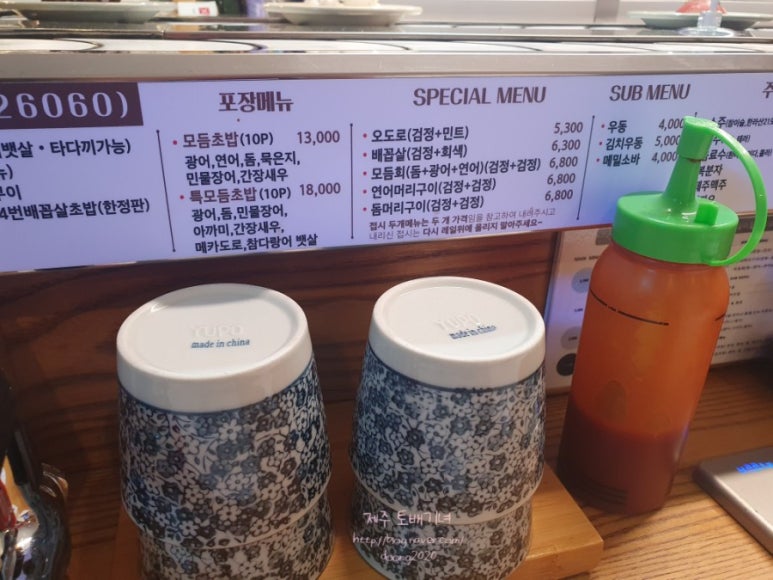 26060)
뱃살·타다끼가능)
4번배꼽살초밥(한정판)
포장메뉴
• 모듬초밥(10P) 13,000
광어,연어,돔,묵은지,
민물장어,간장새우
• 특모듬초밥(10P) 18,000
광어,돔,민물장어,
아까미,간장새우,
메카도로,참다랑어 뱃살
SPECIAL MENU
• 오도로(검정+민트) 5,300
• 배꼽살(검정+회색) 6,300
• 모듬회(돔+광어+연어)(검정+검정) 6,800
• 연어머리구이(검정+검정) 6,800
• 돔머리구이(검정+검정) 6,800
접시 두개메뉴는 두 개 가격임을 참고하여 내려주시고
내리신 접시는 다시 레일위에 올리지 말아주세요~
SUB MENU
• 우동 4,000
• 김치우동 5,000
• 메밀소바 4,000
YUPO
made in china
YUPO
made in china
제주 도배기녀
http://blog.naver.com/
doong2020